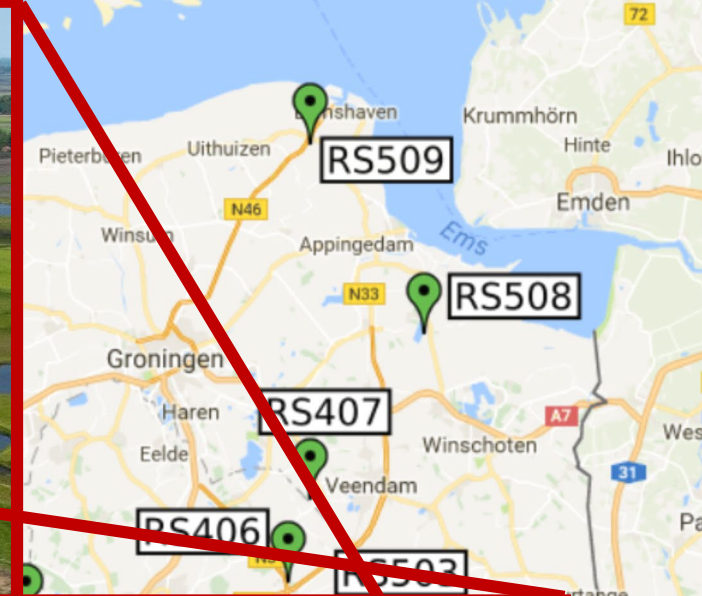 72
Krummhörn
RS509
Hinte
Pieterburen
Uithuizen
Emden
N46
Winsum
Appingedam
Ems
N33
RS508
Groningen
RS407
Haren
A7
Winschoten
Eelde
31
Veendam
RS406
RS503